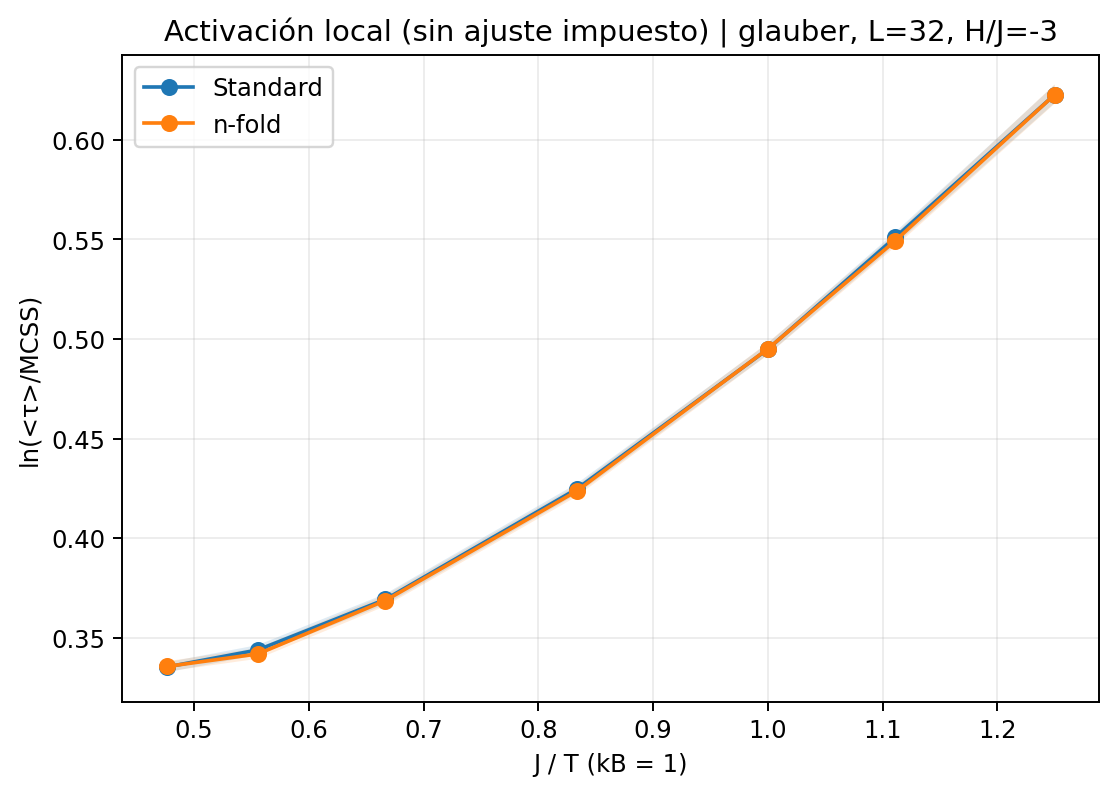 Activación local (sin ajuste impuesto) | glauber, L=32, H/J=-3
Standard
n-fold
ln(<τ>/MCSS)
0.60
0.55
0.50
0.45
0.40
0.35
0.5 0.6 0.7 0.8 0.9 1.0 1.1 1.2
J / T (kB = 1)